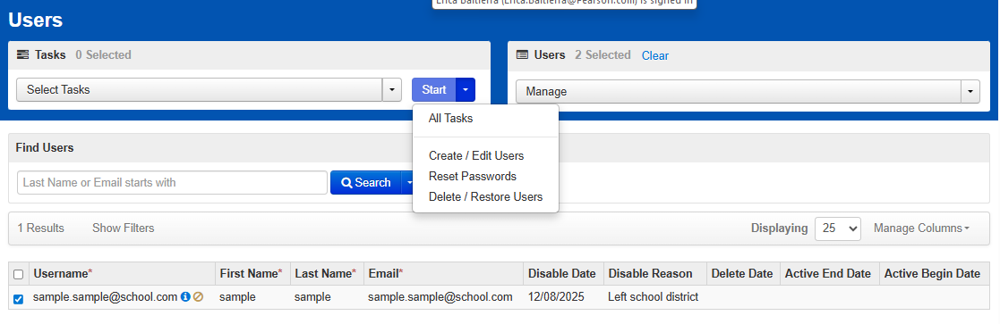 Erica Baltierra (Erica.Baltierra@Pearson.com) is signed in
Users
Tasks 0 Selected
Users 2 Selected Clear
Select Tasks
Start
Manage
All Tasks
Create / Edit Users
Reset Passwords
Delete / Restore Users
Find Users
Last Name or Email starts with
Search
1 Results Show Filters
Displaying 25 Manage Columns
Username* First Name* Last Name* Email* Disable Date Disable Reason Delete Date Active End Date Active Begin Date
sample.sample@school.com sample sample sample.sample@school.com 12/08/2025 Left school district